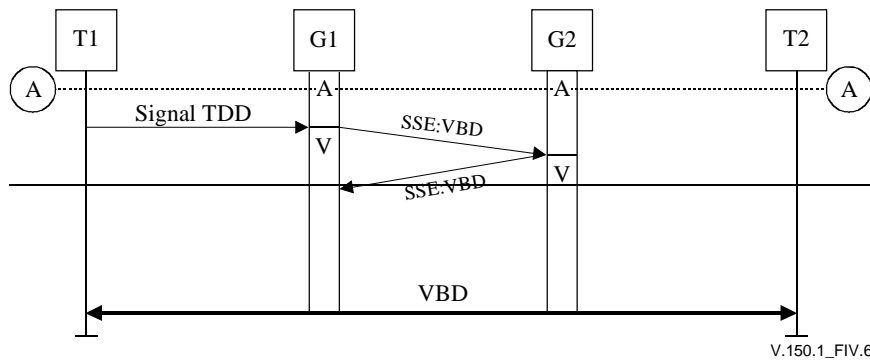 T1 G1 G2 T2
A A A A
Signal TDD
SSE:VBD
V
V
SSE:VBD
VBD
V.150.1_FIV.6